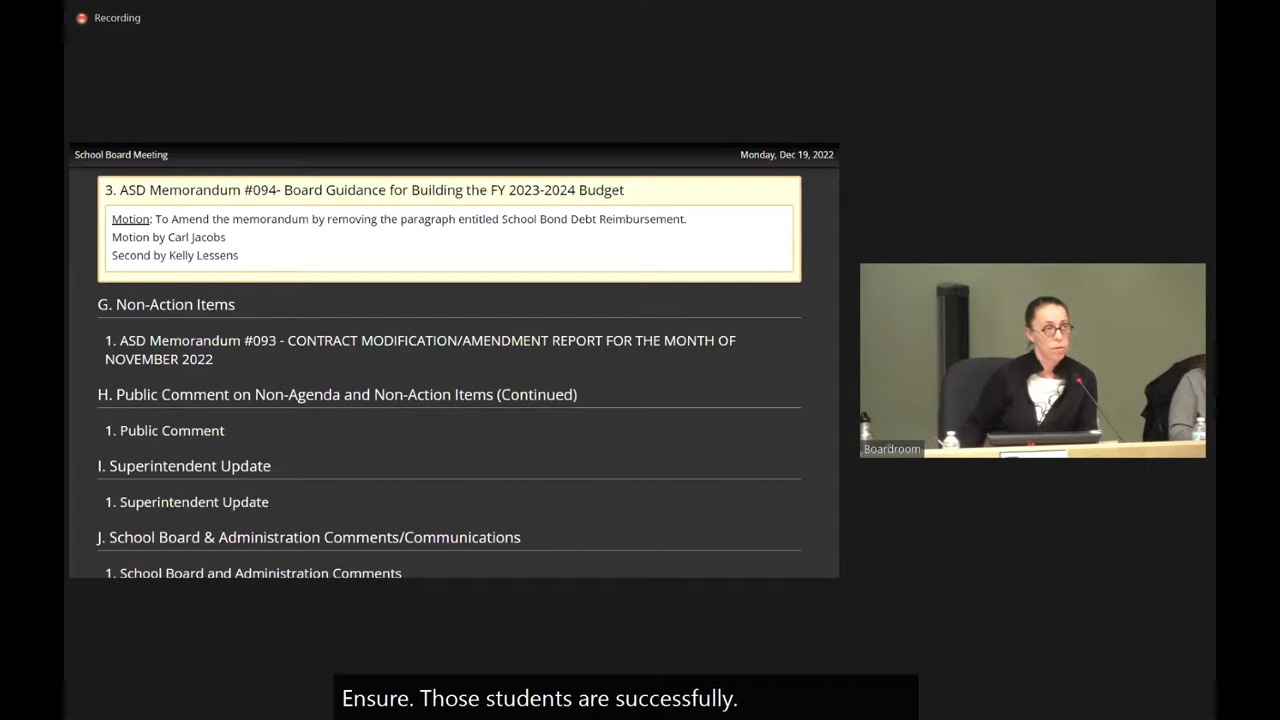 Recording
School Board Meeting
Monday, Dec 19, 2022
3. ASD Memorandum #094- Board Guidance for Building the FY 2023-2024 Budget
Motion: To Amend the memorandum by removing the paragraph entitled School Bond Debt Reimbursement.
Motion by Carl Jacobs
Second by Kelly Lessens
G. Non-Action Items
1. ASD Memorandum #093 - CONTRACT MODIFICATION/AMENDMENT REPORT FOR THE MONTH OF
NOVEMBER 2022
H. Public Comment on Non-Agenda and Non-Action Items (Continued)
1. Public Comment
I. Superintendent Update
1. Superintendent Update
J. School Board & Administration Comments/Communications
1. School Board and Administration Comments
Boardroom
Ensure. Those students are successfully.